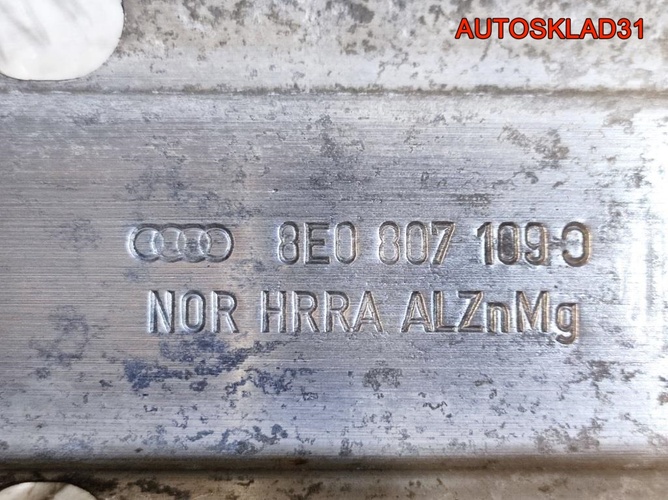 AUTOSKLAD31
8E0 807 109
NOR HRRA ALZnMg